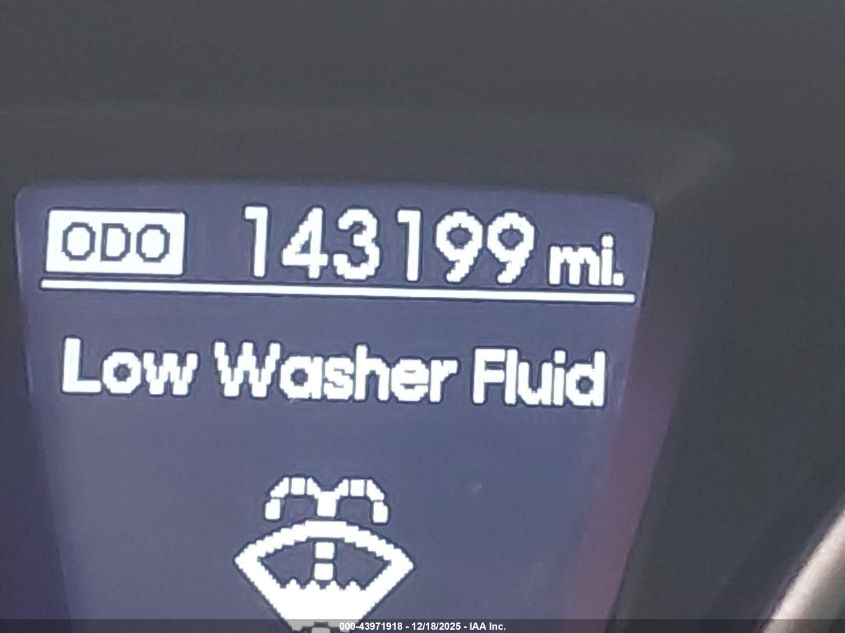 ODO 143199 mi.
Low Washer Fluid
000-43971918 - 12/18/2025 - IAA Inc.